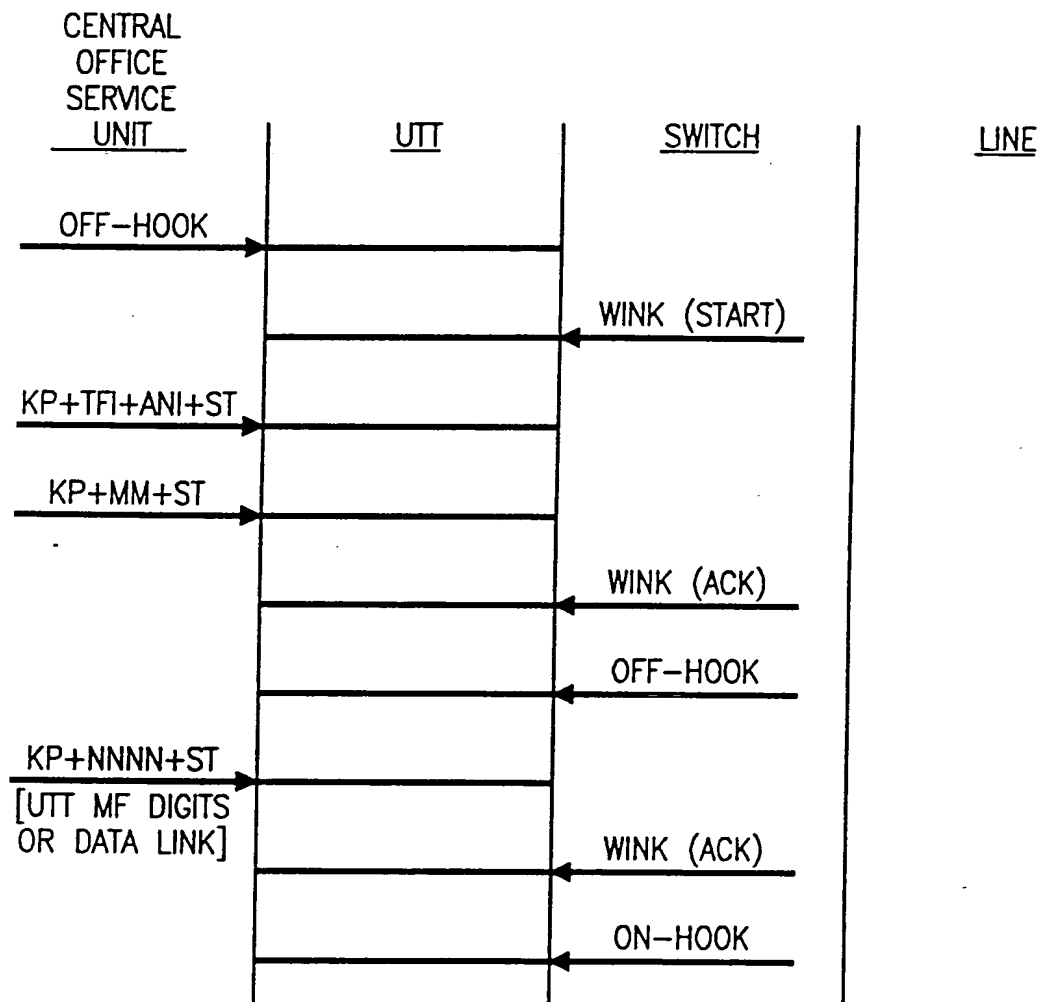 CENTRAL
OFFICE
SERVICE
UNIT UTT SWITCH LINE
OFF-HOOK
WINK (START)
KP+TFI+ANI+ST
KP+MM+ST
WINK (ACK)
OFF-HOOK
KP+NNNN+ST
[UTT MF DIGITS
OR DATA LINK]
WINK (ACK)
ON-HOOK